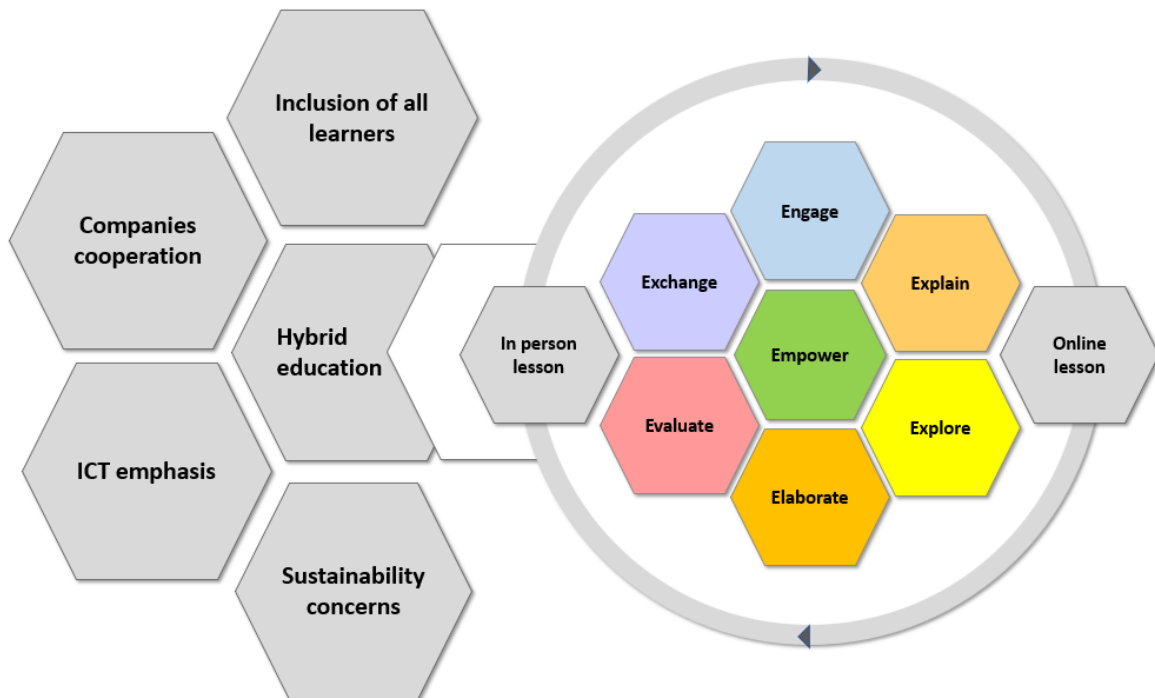 Inclusion of all
learners
Companies
cooperation
Hybrid
education
ICT emphasis
Sustainability
concerns
In person
lesson
Engage
Exchange
Explain
Empower
Evaluate
Explore
Elaborate
Online
lesson